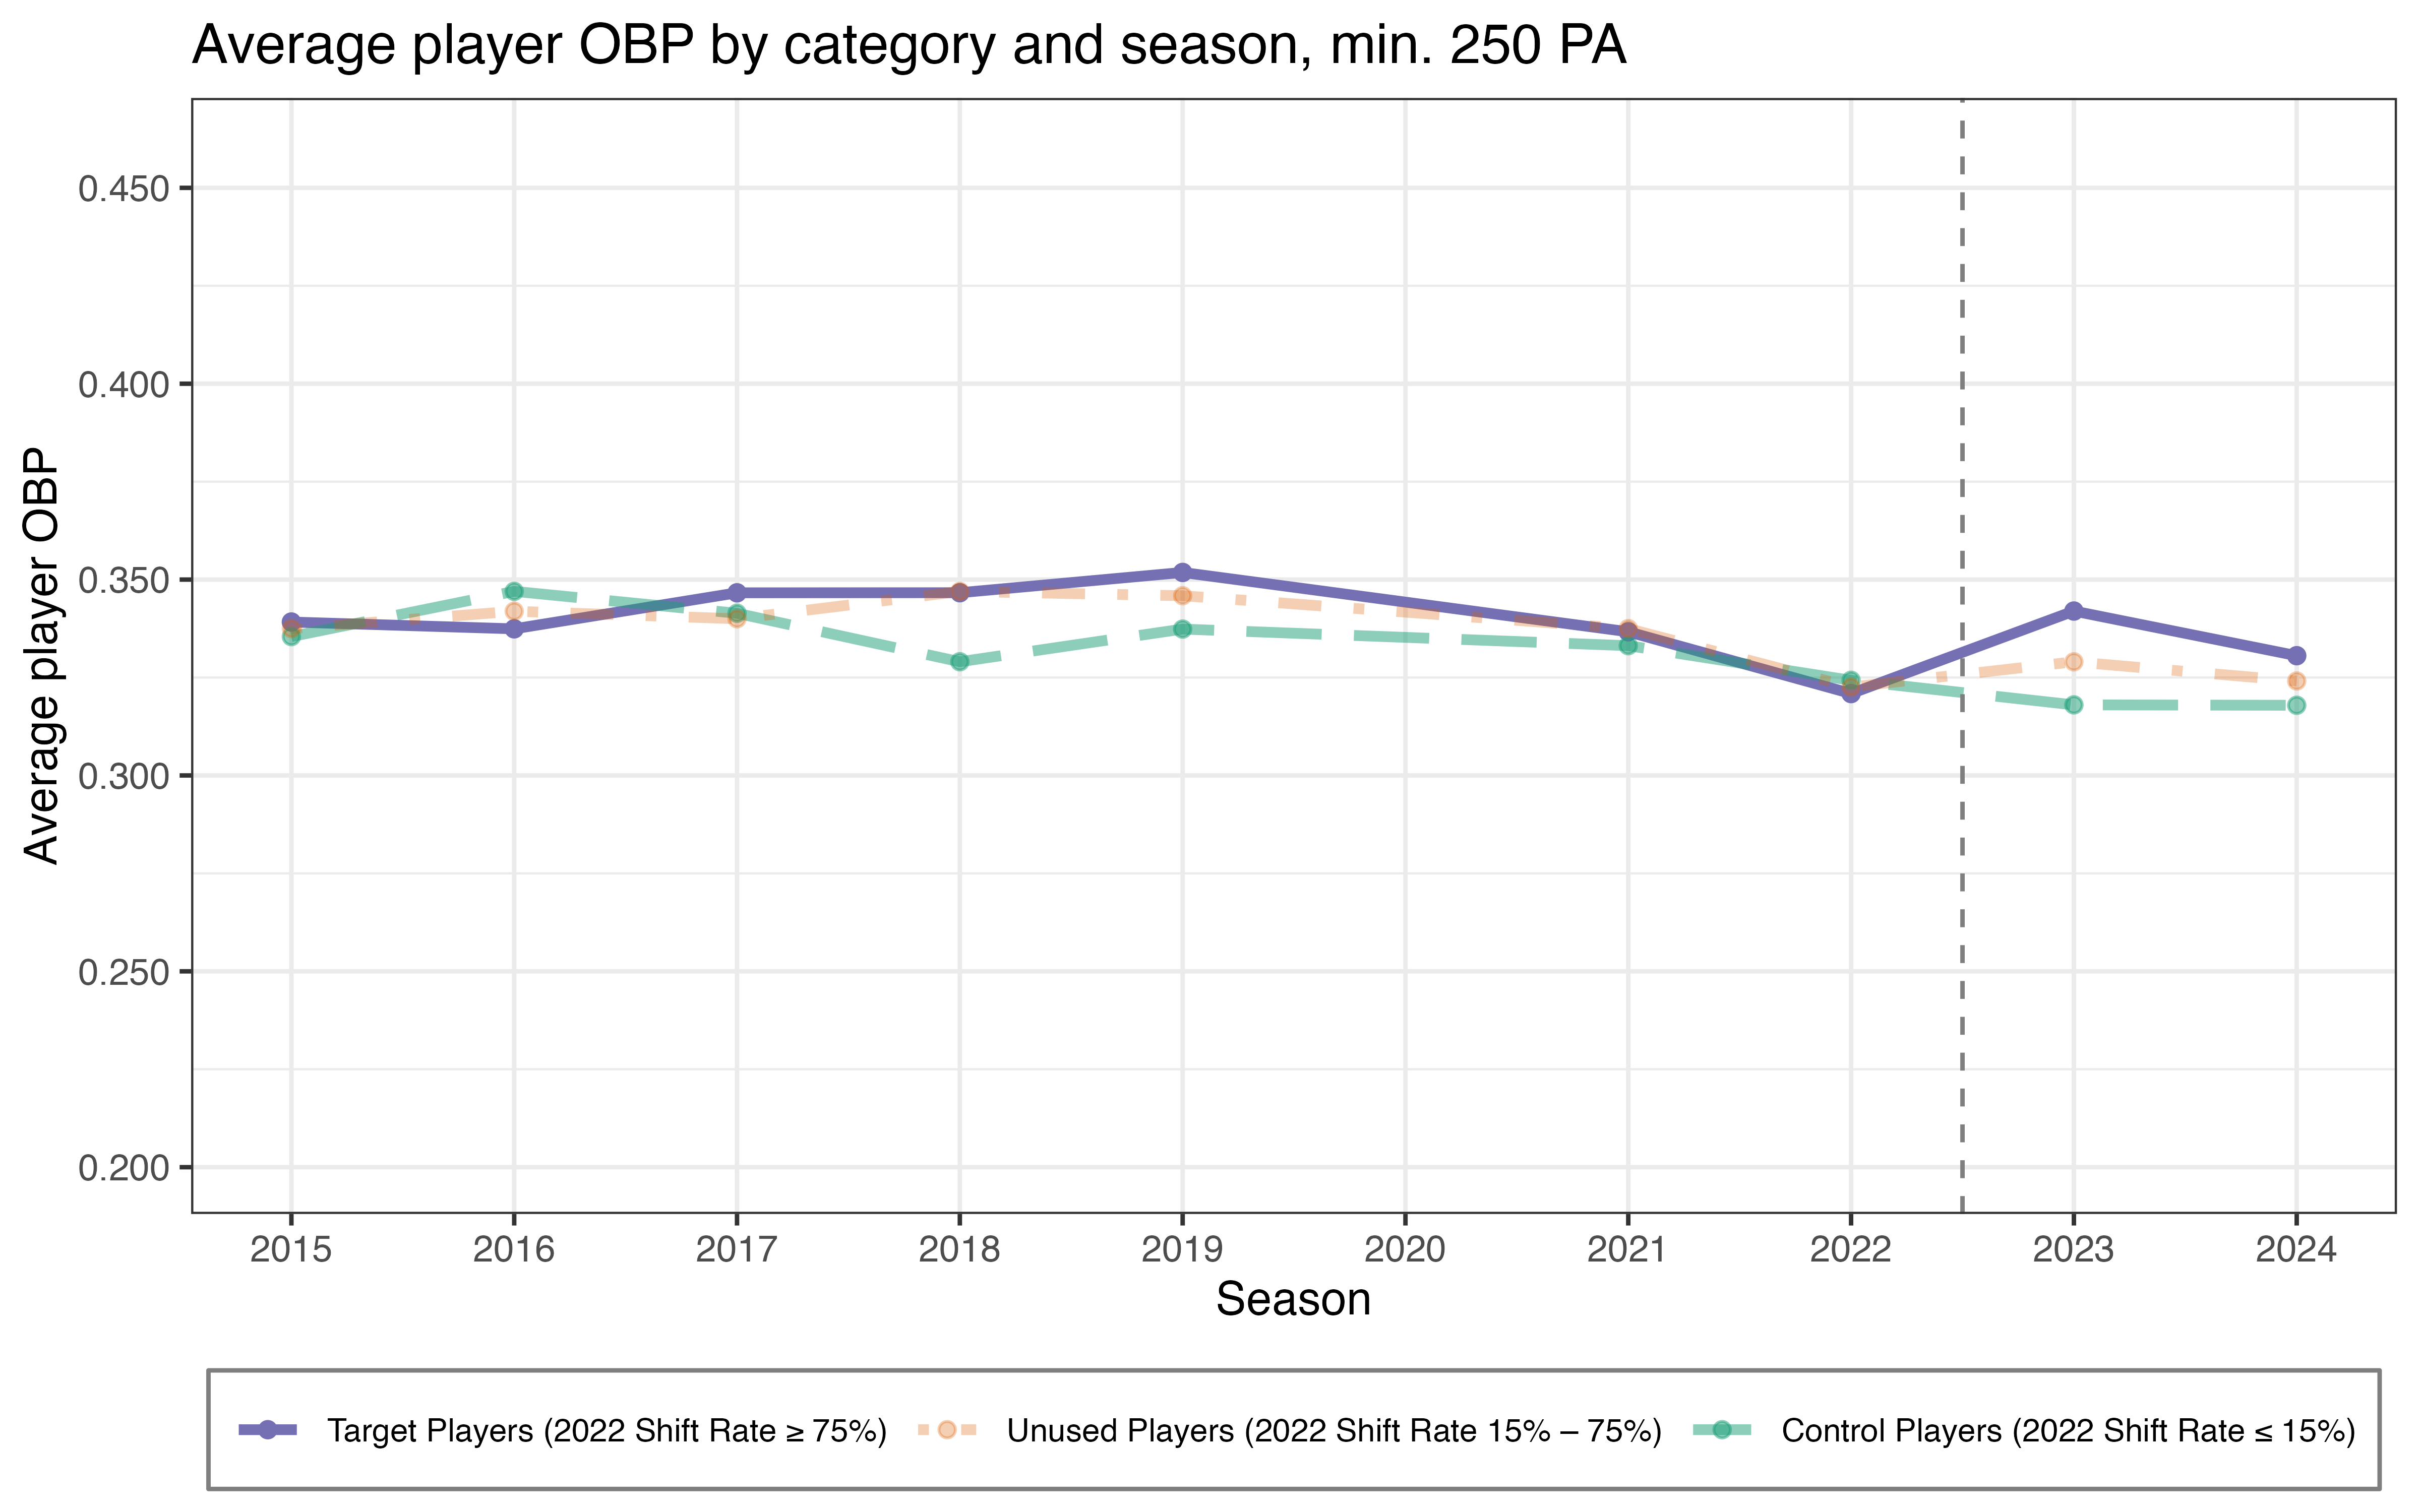 Average player OBP by category and season, min. 250 PA
Average player OBP
0.450
0.400
0.350
0.300
0.250
0.200
2015 2016 2017 2018 2019 2020 2021 2022 2023 2024
Season
Target Players (2022 Shift Rate ≥ 75%) Unused Players (2022 Shift Rate 15% – 75%) Control Players (2022 Shift Rate ≤ 15%)